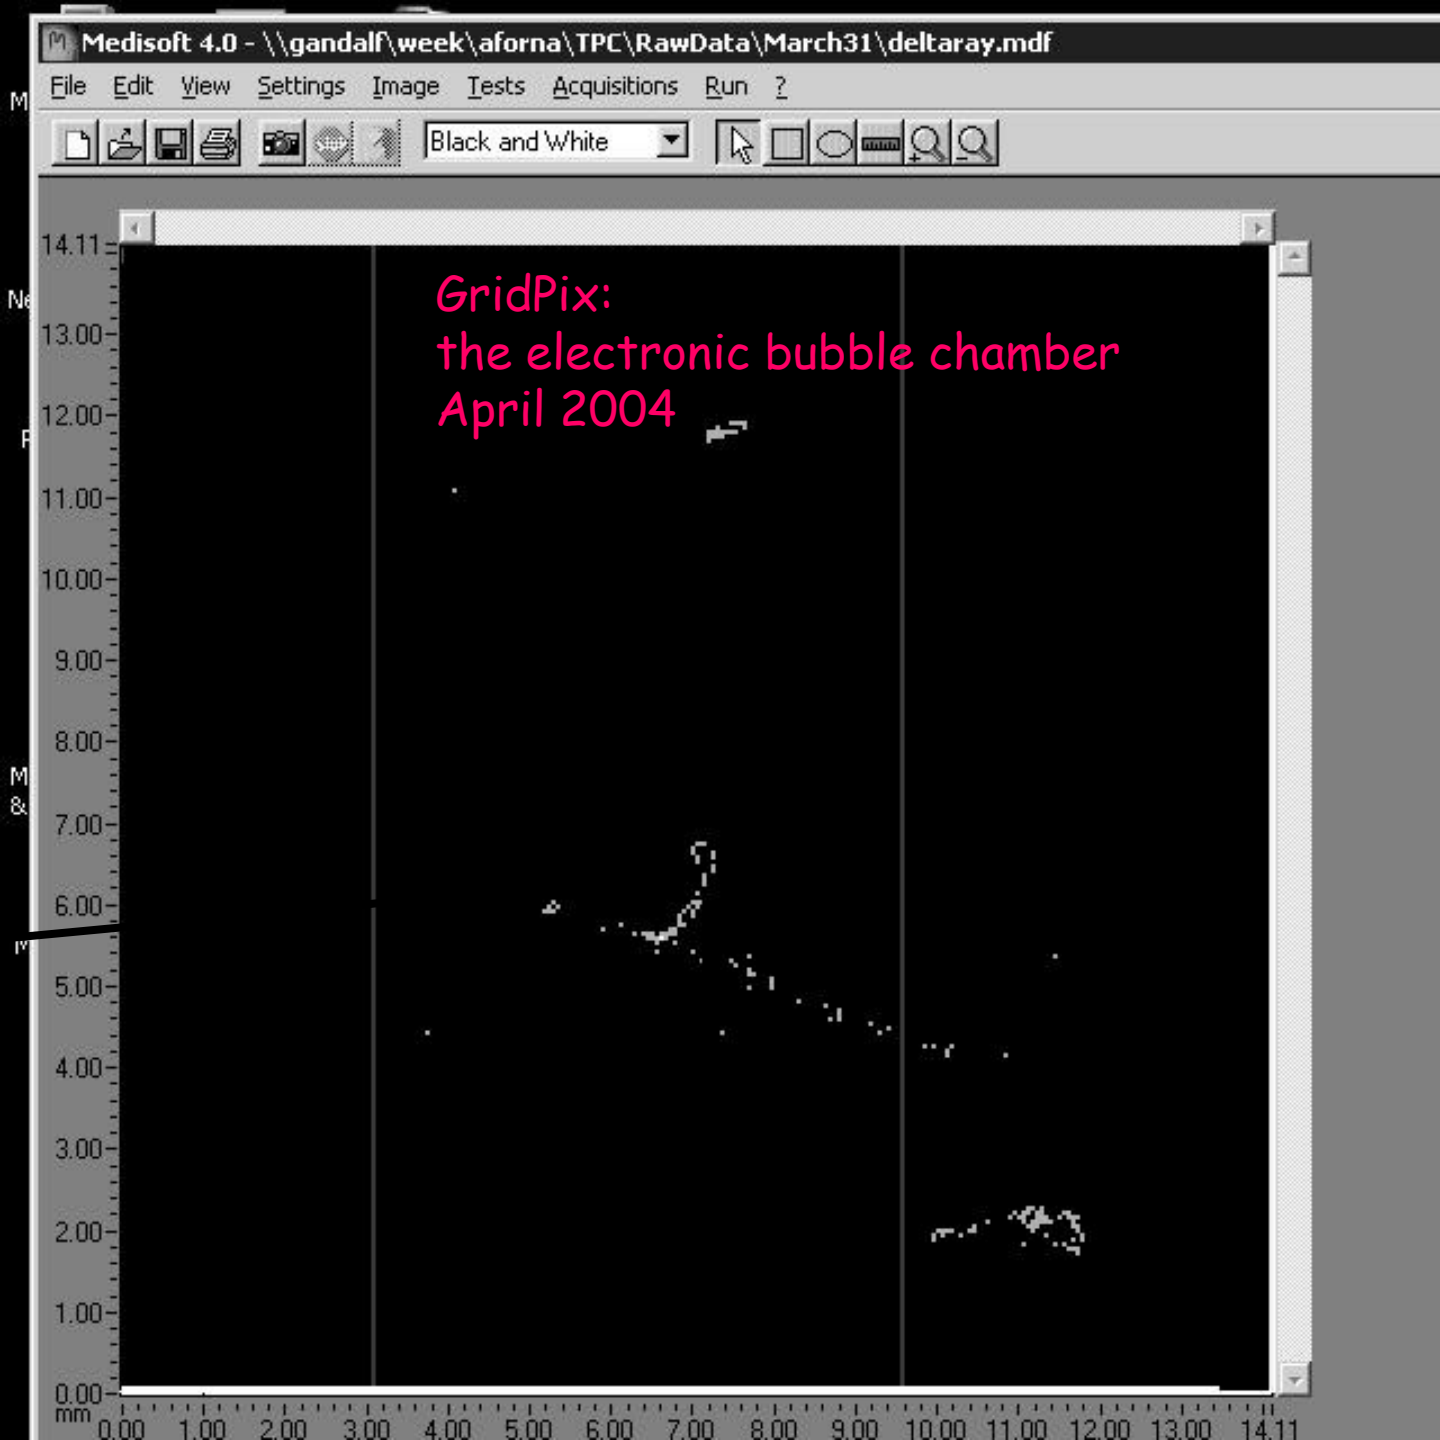 Medisoft 4.0 - \\gandalf\week\aforna\TPC\RawData\March31\deltaray.mdf
File Edit View Settings Image Tests Acquisitions Run ?
Black and White
GridPix:
the electronic bubble chamber
April 2004
14.11
13.00
12.00
11.00
10.00
9.00
8.00
7.00
6.00
5.00
4.00
3.00
2.00
1.00
0.00
mm
0.00 1.00 2.00 3.00 4.00 5.00 6.00 7.00 8.00 9.00 10.00 11.00 12.00 13.00 14.11
M
Ne
M
&